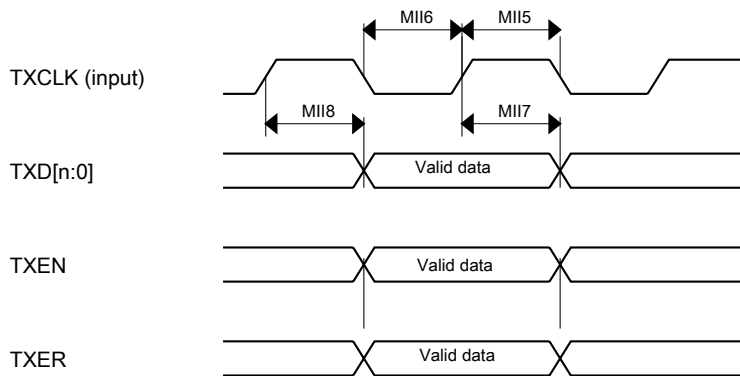 MII6 MII5
TXCLK (input)
MII8 MII7
TXD[n:0] Valid data
TXEN Valid data
TXER Valid data